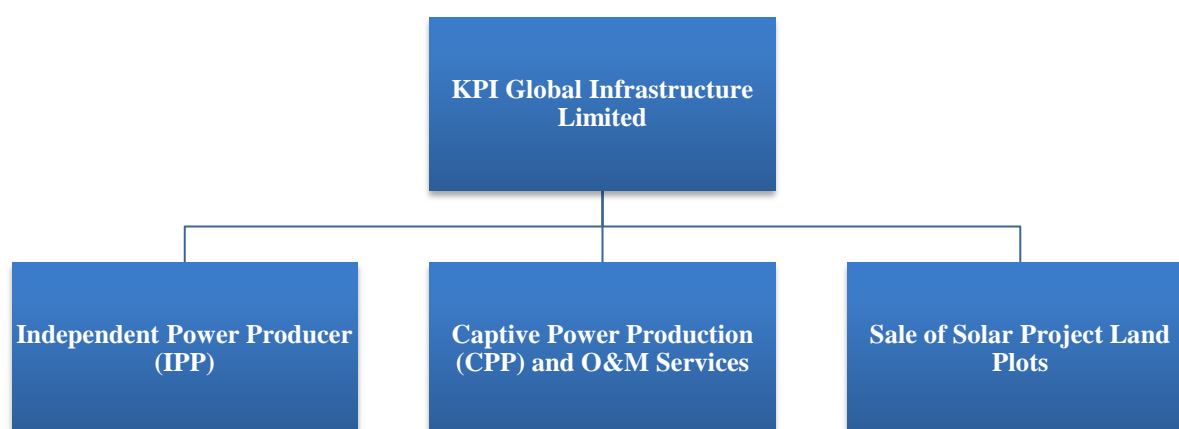 KPI Global Infrastructure
Limited
Independent Power Producer
(IPP)
Captive Power Production
(CPP) and O&M Services
Sale of Solar Project Land
Plots